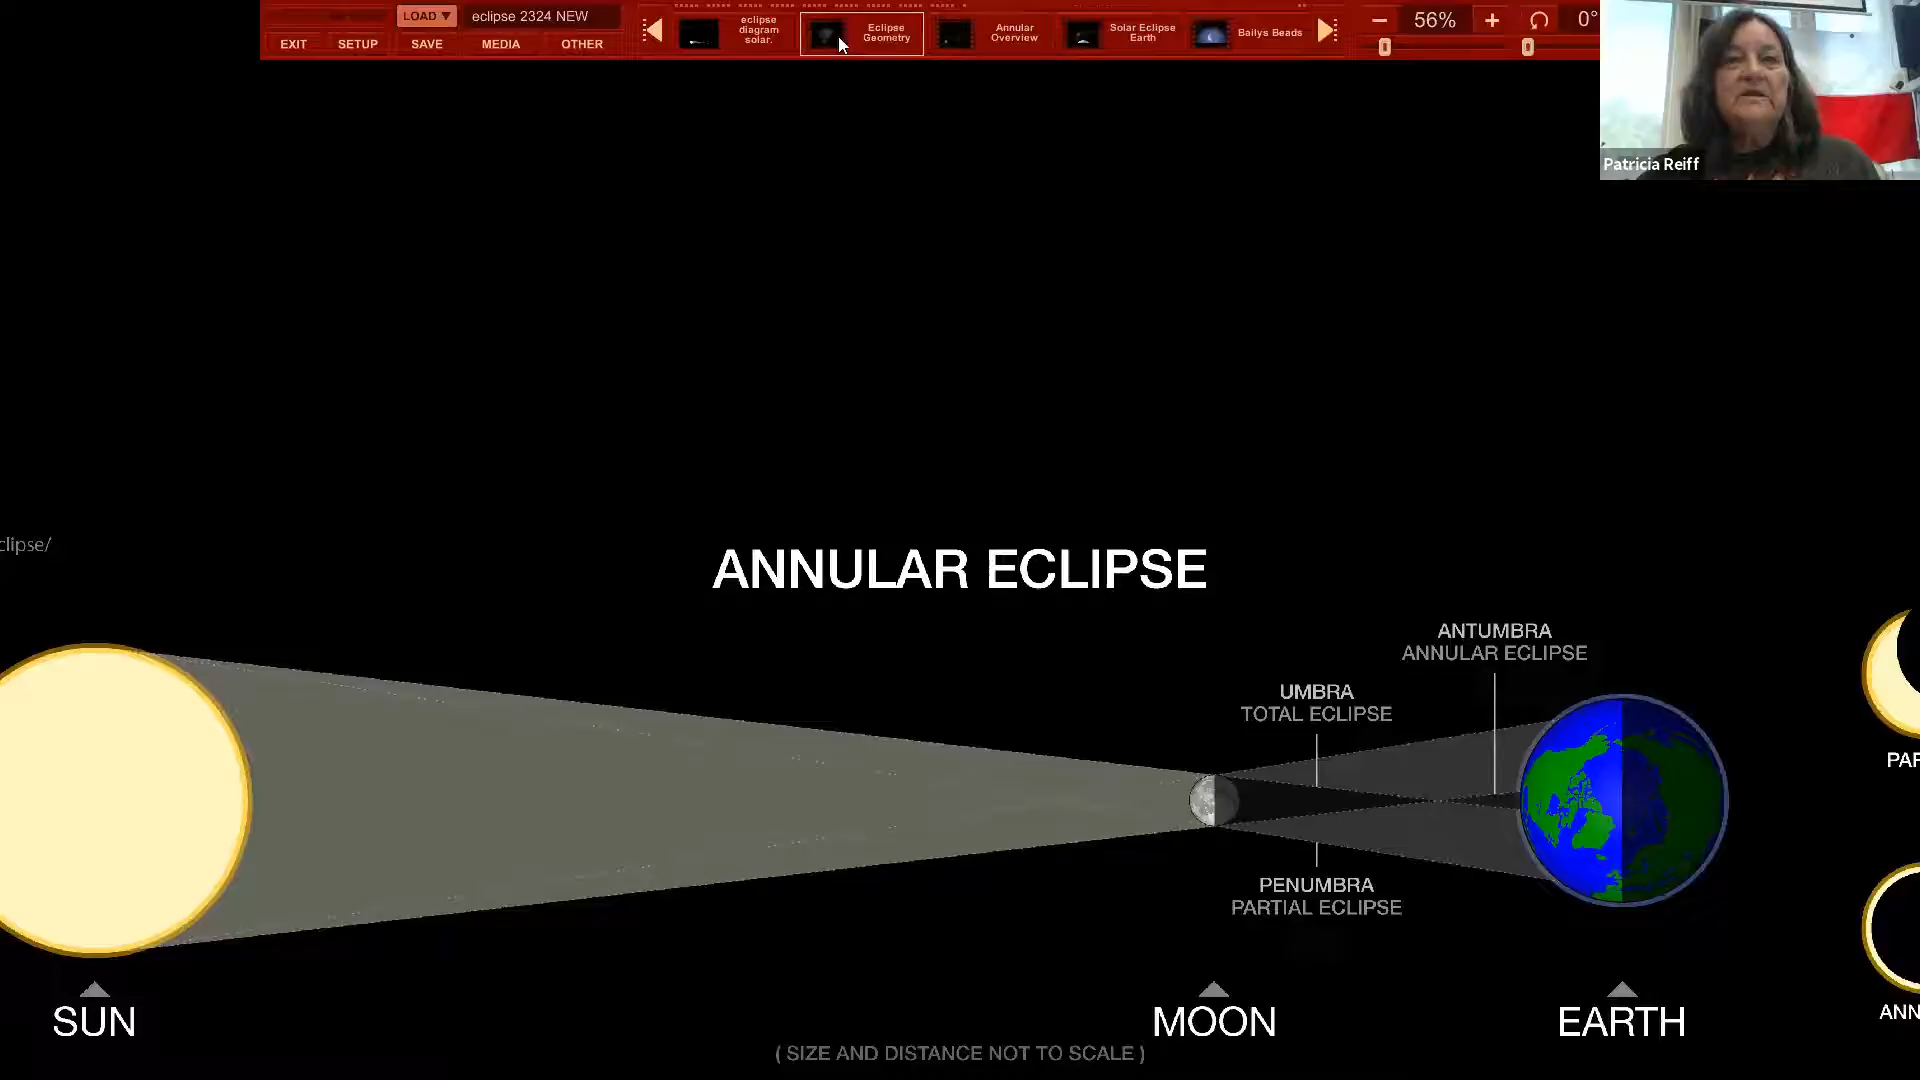 LOAD ▼
eclipse 2324 NEW
EXIT
SETUP
SAVE
MEDIA
OTHER
eclipse
diagram
solar.
Eclipse
Geometry
Annular
Overview
Solar Eclipse
Earth
Bailys Beads
56%
0°
Patricia Reiff
clipse/
ANNULAR ECLIPSE
ANTUMBRA
ANNULAR ECLIPSE
UMBRA
TOTAL ECLIPSE
PAR
PENUMBRA
PARTIAL ECLIPSE
SUN
MOON
EARTH
ANN
( SIZE AND DISTANCE NOT TO SCALE )